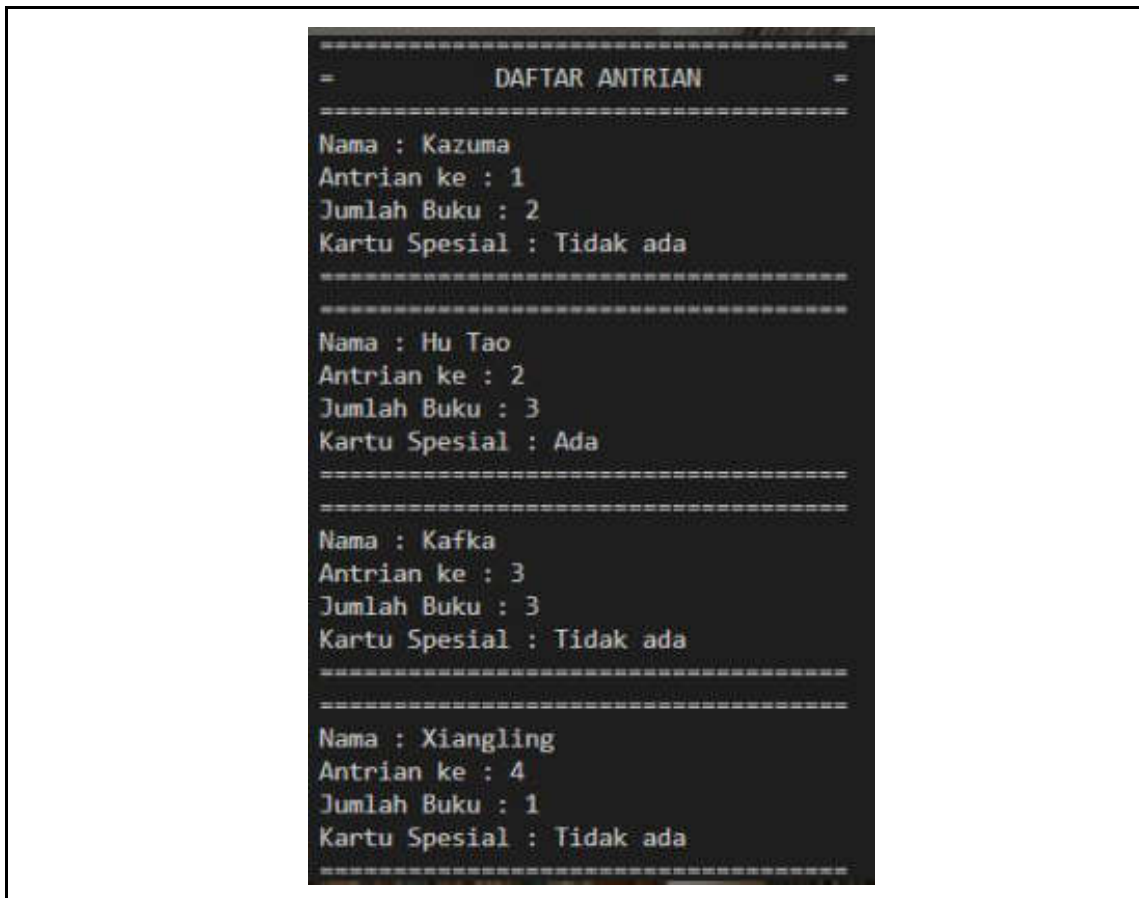 ====================================
= DAFTAR ANTRIAN =
====================================
Nama : Kazuma
Antrian ke : 1
Jumlah Buku : 2
Kartu Spesial : Tidak ada
====================================
====================================
Nama : Hu Tao
Antrian ke : 2
Jumlah Buku : 3
Kartu Spesial : Ada
====================================
====================================
Nama : Kafka
Antrian ke : 3
Jumlah Buku : 3
Kartu Spesial : Tidak ada
====================================
====================================
Nama : Xiangling
Antrian ke : 4
Jumlah Buku : 1
Kartu Spesial : Tidak ada
====================================